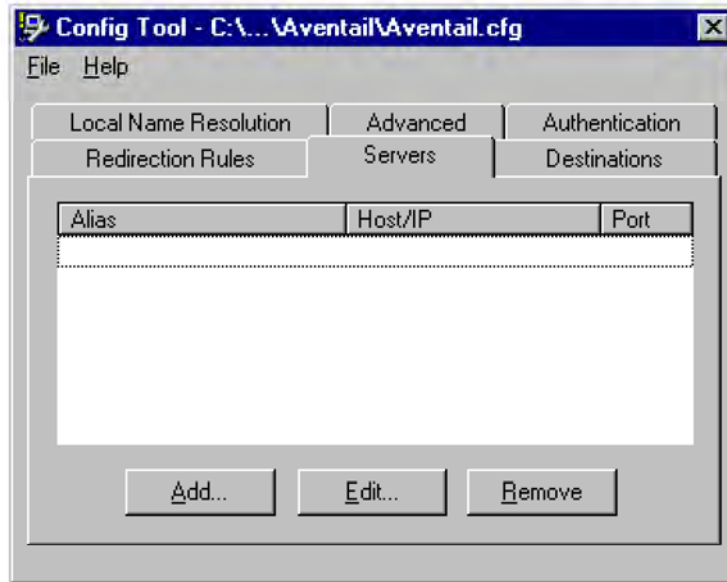 Config Tool - C:\...\Aventail\Aventail.cfg
File Help
Local Name Resolution Advanced Authentication
Redirection Rules Servers Destinations
Alias Host/IP Port
Add... Edit... Remove